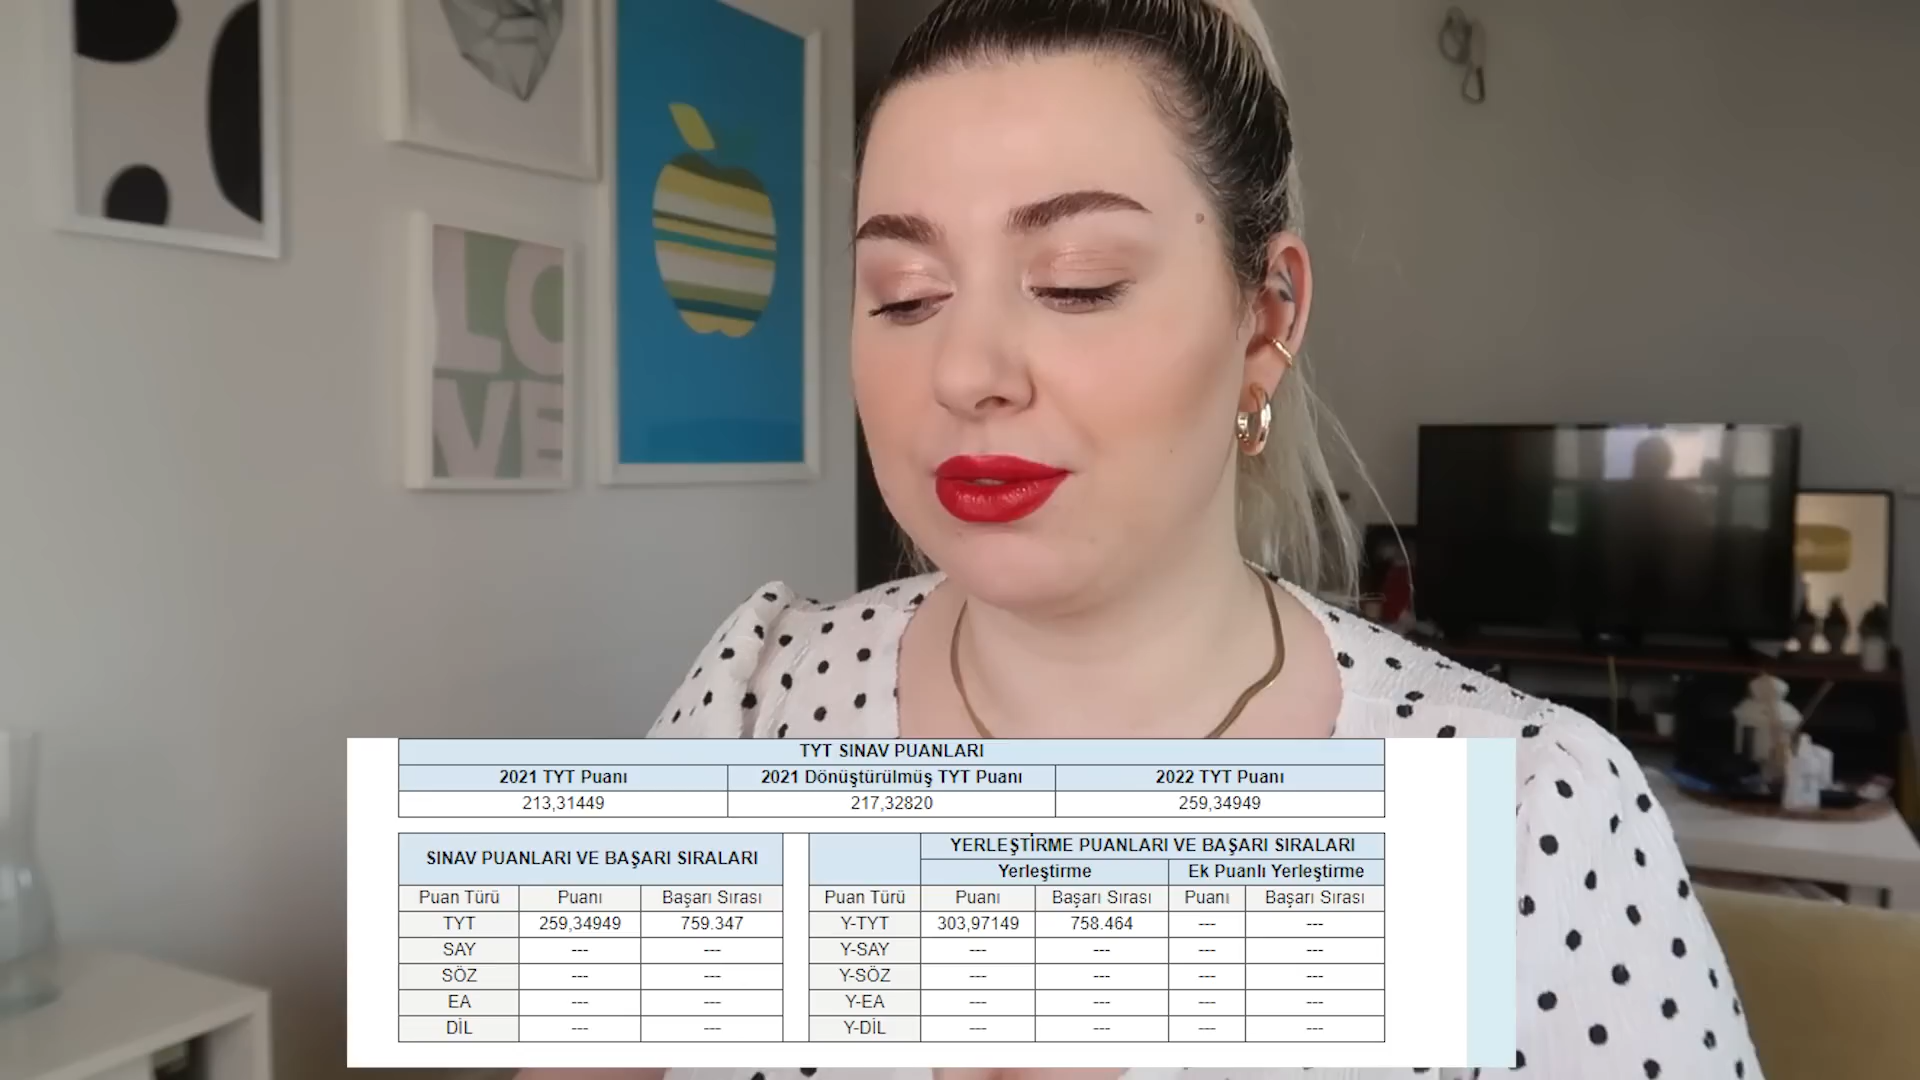 LO
VE
TYT SINAV PUANLARI
2021 TYT Puanı 2021 Dönüştürülmüş TYT Puanı 2022 TYT Puanı
213,31449 217,32820 259,34949
SINAV PUANLARI VE BAŞARI SIRALARI
Puan Türü Puanı Başarı Sırası
TYT 259,34949 759.347
SAY --- ---
SÖZ --- ---
EA --- ---
DİL --- ---
YERLEŞTİRME PUANLARI VE BAŞARI SIRALARI
Yerleştirme Ek Puanlı Yerleştirme
Puan Türü Puanı Başarı Sırası Puanı Başarı Sırası
Y-TYT 303,97149 758.464 --- ---
Y-SAY --- --- --- ---
Y-SÖZ --- --- --- ---
Y-EA --- --- --- ---
Y-DİL --- --- --- ---